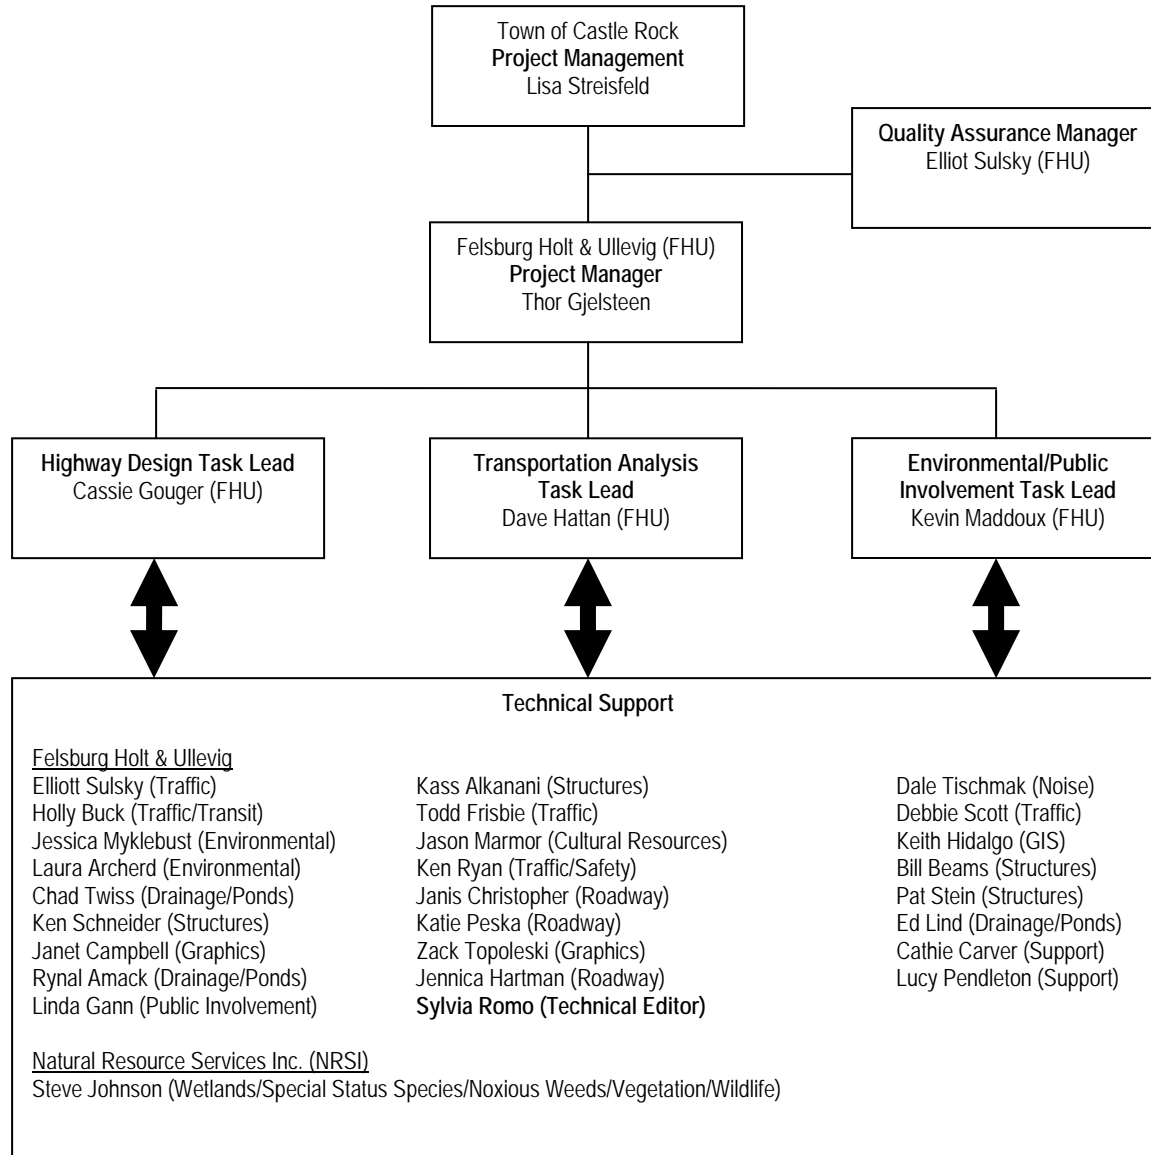 Town of Castle Rock
Project Management
Lisa Streisfeld
Quality Assurance Manager
Elliot Sulsky (FHU)
Felsburg Holt & Ullevig (FHU)
Project Manager
Thor Gjelsteen
Highway Design Task Lead
Cassie Gouger (FHU)
Transportation Analysis
Task Lead
Dave Hattan (FHU)
Environmental/Public
Involvement Task Lead
Kevin Maddoux (FHU)
Technical Support
Felsburg Holt & Ullevig
Elliott Sulsky (Traffic)
Holly Buck (Traffic/Transit)
Jessica Myklebust (Environmental)
Laura Archerd (Environmental)
Chad Twiss (Drainage/Ponds)
Ken Schneider (Structures)
Janet Campbell (Graphics)
Rynal Amack (Drainage/Ponds)
Linda Gann (Public Involvement)
Kass Alkanani (Structures)
Todd Frisbie (Traffic)
Jason Marmor (Cultural Resources)
Ken Ryan (Traffic/Safety)
Janis Christopher (Roadway)
Katie Peska (Roadway)
Zack Topoleski (Graphics)
Jennica Hartman (Roadway)
Sylvia Romo (Technical Editor)
Dale Tischmak (Noise)
Debbie Scott (Traffic)
Keith Hidalgo (GIS)
Bill Beams (Structures)
Pat Stein (Structures)
Ed Lind (Drainage/Ponds)
Cathie Carver (Support)
Lucy Pendleton (Support)
Natural Resource Services Inc. (NRSI)
Steve Johnson (Wetlands/Special Status Species/Noxious Weeds/Vegetation/Wildlife)